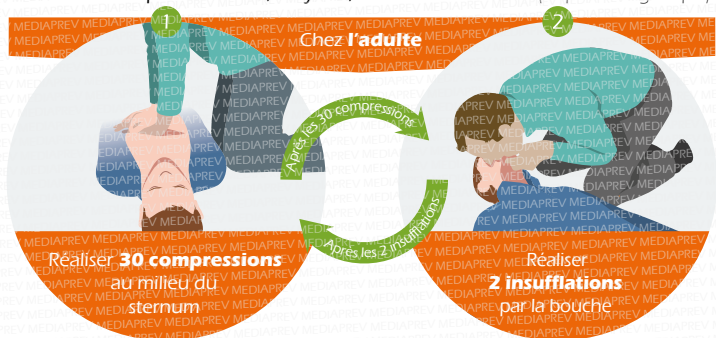 1
2
Chez l'adulte
Après les 30 compressions
Après les 2 insufflations
Réaliser 30 compressions
au milieu du
sternum
Réaliser
2 insufflations
par la bouche
MEDIAPREV